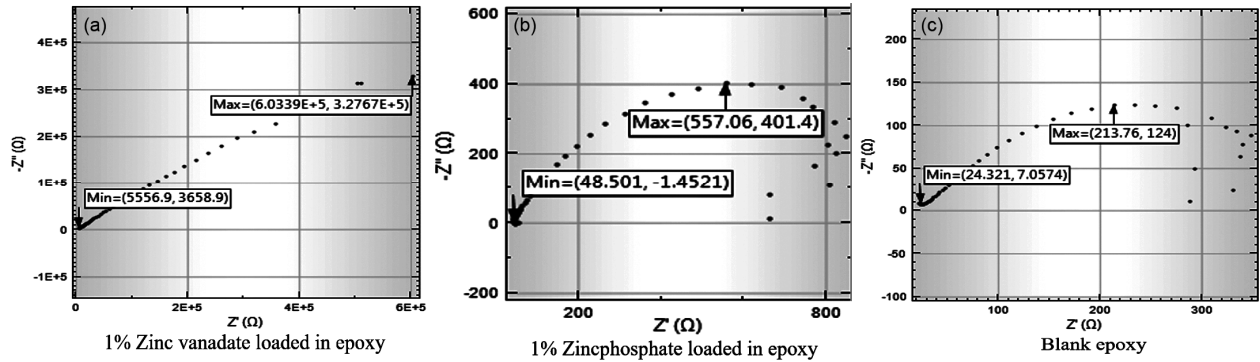 (a)
-Z" (Ω)
4E+5
3E+5
2E+5
1E+5
0
-1E+5
Max=(6.0339E+5, 3.2767E+5)
Min=(5556.9, 3658.9)
0
2E+5
4E+5
6E+5
Z' (Ω)
1% Zinc vanadate loaded in epoxy
(b)
-Z" (Ω)
600
400
200
0
-200
Max=(557.06, 401.4)
Min=(48.501, -1.4521)
200
600
800
Z' (Ω)
1% Zincphosphate loaded in epoxy
(c)
-Z" (Ω)
200
150
100
50
0
-50
-100
Max=(213.76, 124)
Min=(24.321, 7.0574)
100
200
300
Z' (Ω)
Blank epoxy